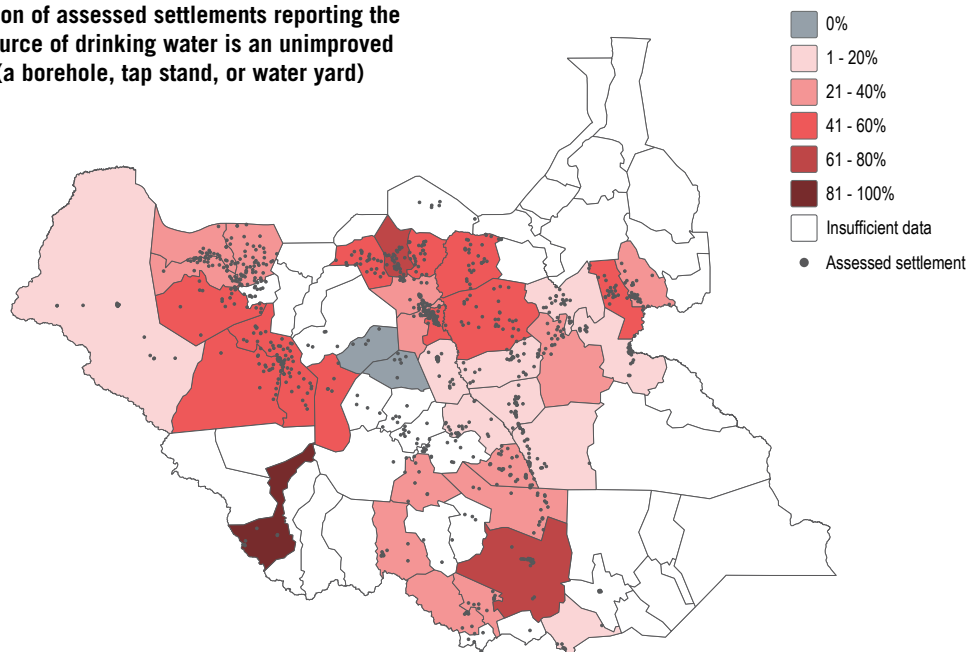 on of assessed settlements reporting the
urce of drinking water is an unimproved
(a borehole, tap stand, or water yard)
0%
1 - 20%
21 - 40%
41 - 60%
61 - 80%
81 - 100%
Insufficient data
Assessed settlement